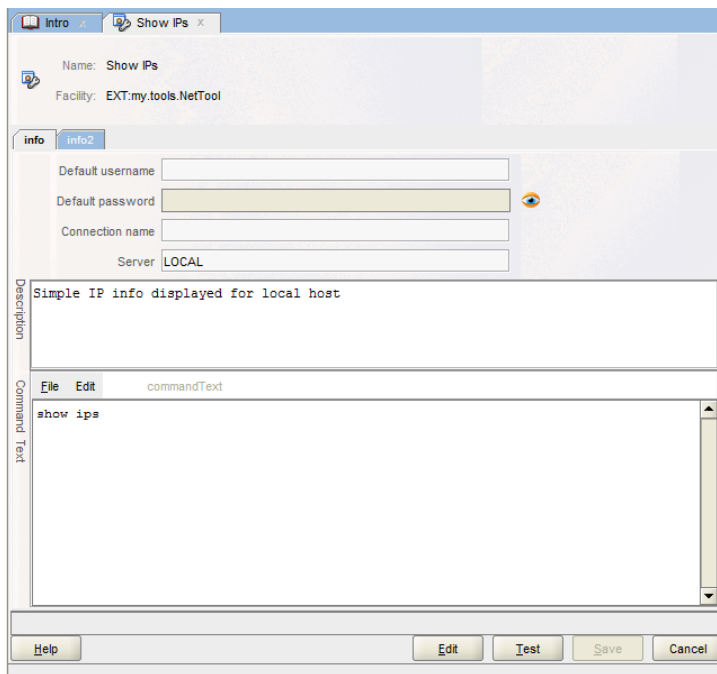 Intro x Show IPs x
Name: Show IPs
Facility: EXT:my.tools.NetTool
info info2
Default username
Default password
Connection name
Server LOCAL
Description
Simple IP info displayed for local host
Command Text
File Edit commandText
show ips
Help Edit Test Save Cancel